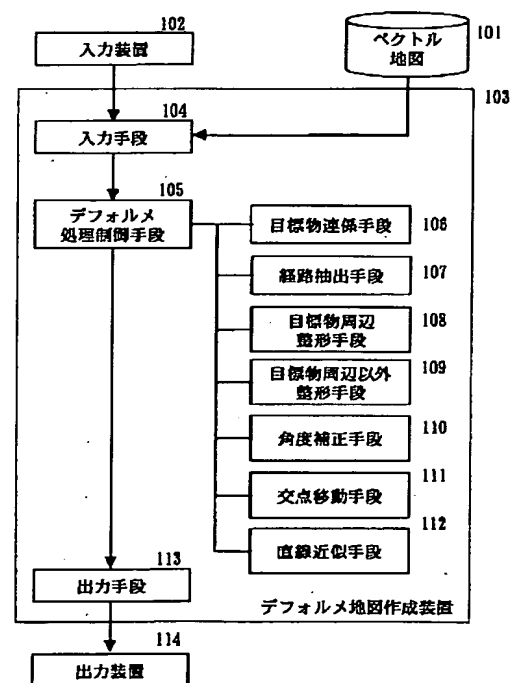 102
入力装置
ベクトル
地図
101
103
104
入力手段
105
デフォルメ
処理制御手段
目標物連係手段
106
経路抽出手段
107
目標物周辺
整形手段
108
目標物周辺以外
整形手段
109
角度補正手段
110
交点移動手段
111
直線近似手段
112
113
出力手段
デフォルメ地図作成装置
114
出力装置